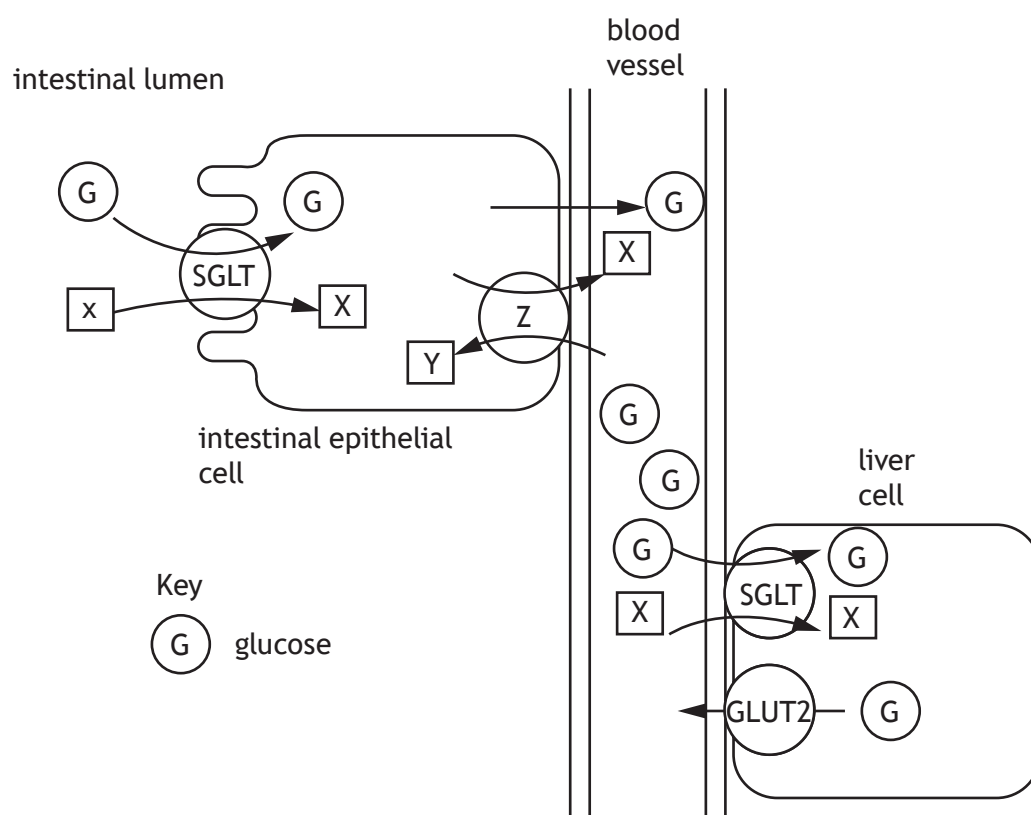 blood
vessel
intestinal lumen
G
G
G
X
SGLT
x
X
Z
Y
G
intestinal epithelial
cell
G
liver
cell
G
G
SGLT
X
X
Key
G glucose
GLUT2
G